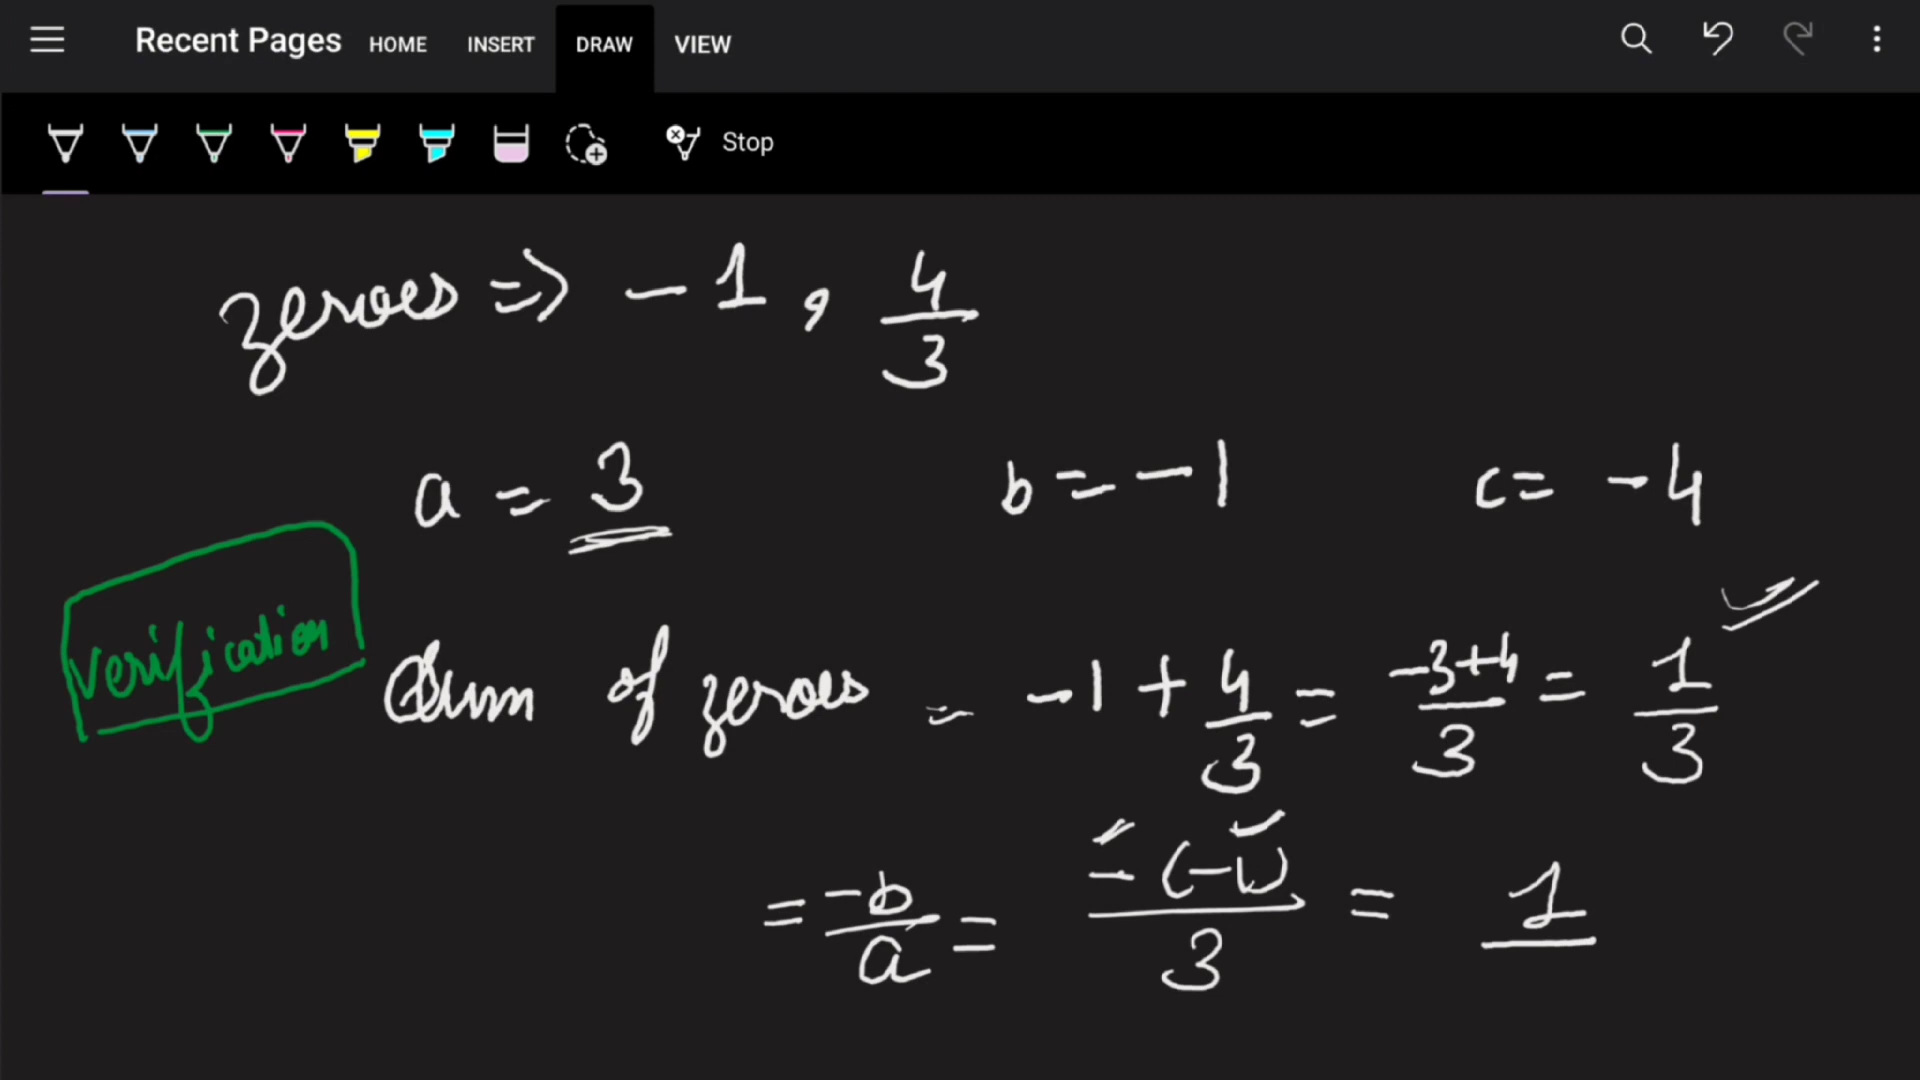 Recent Pages HOME INSERT DRAW VIEW
Stop
zeroes => -1, 4/3
a = 3 b = -1 c = -4
verification
Sum of zeroes = -1 + 4/3 = -3+4/3 = 1/3
= -b/a = -(-1)/3 = 1